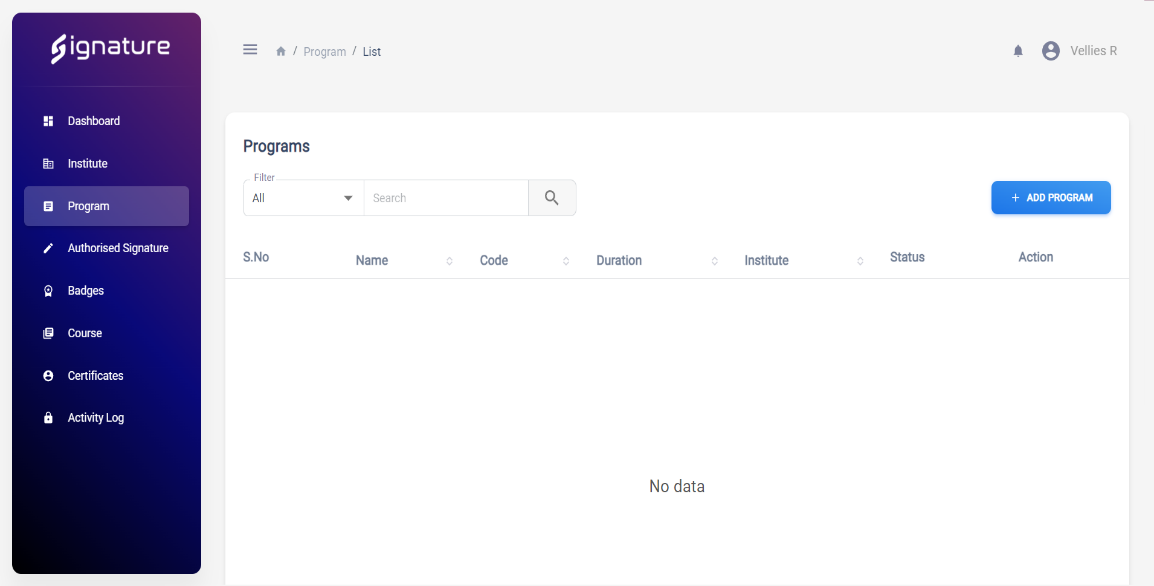 Signature
/ Program / List
Vellies R
Dashboard
Institute
Program
Authorised Signature
Badges
Course
Certificates
Activity Log
Programs
Filter
All
Search
+ ADD PROGRAM
S.No Name Code Duration Institute Status Action
No data